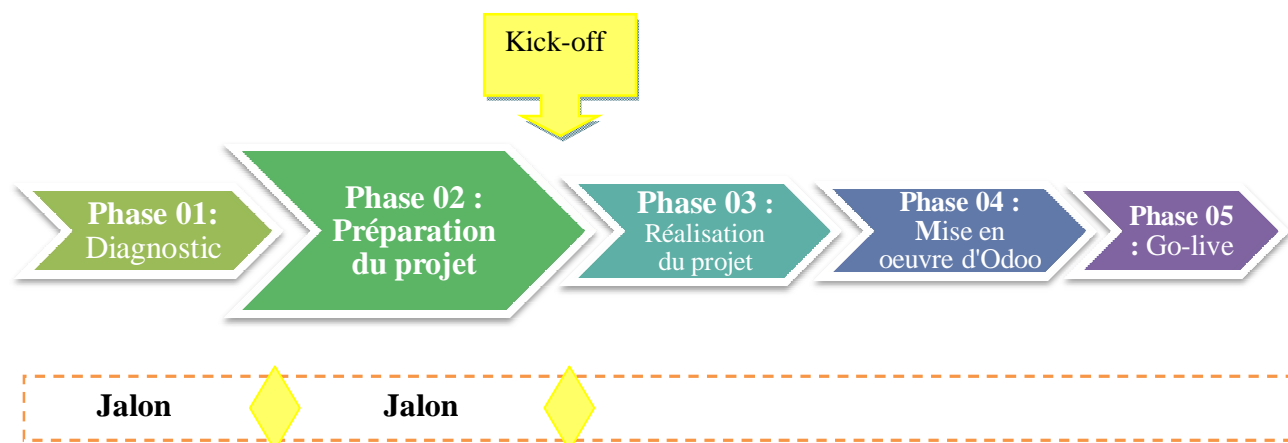 Kick-off
Phase 01:
Diagnostic
Phase 02 :
Préparation
du projet
Phase 03 :
Réalisation
du projet
Phase 04 :
Mise en
oeuvre d'Odoo
Phase 05
: Go-live
Jalon
Jalon